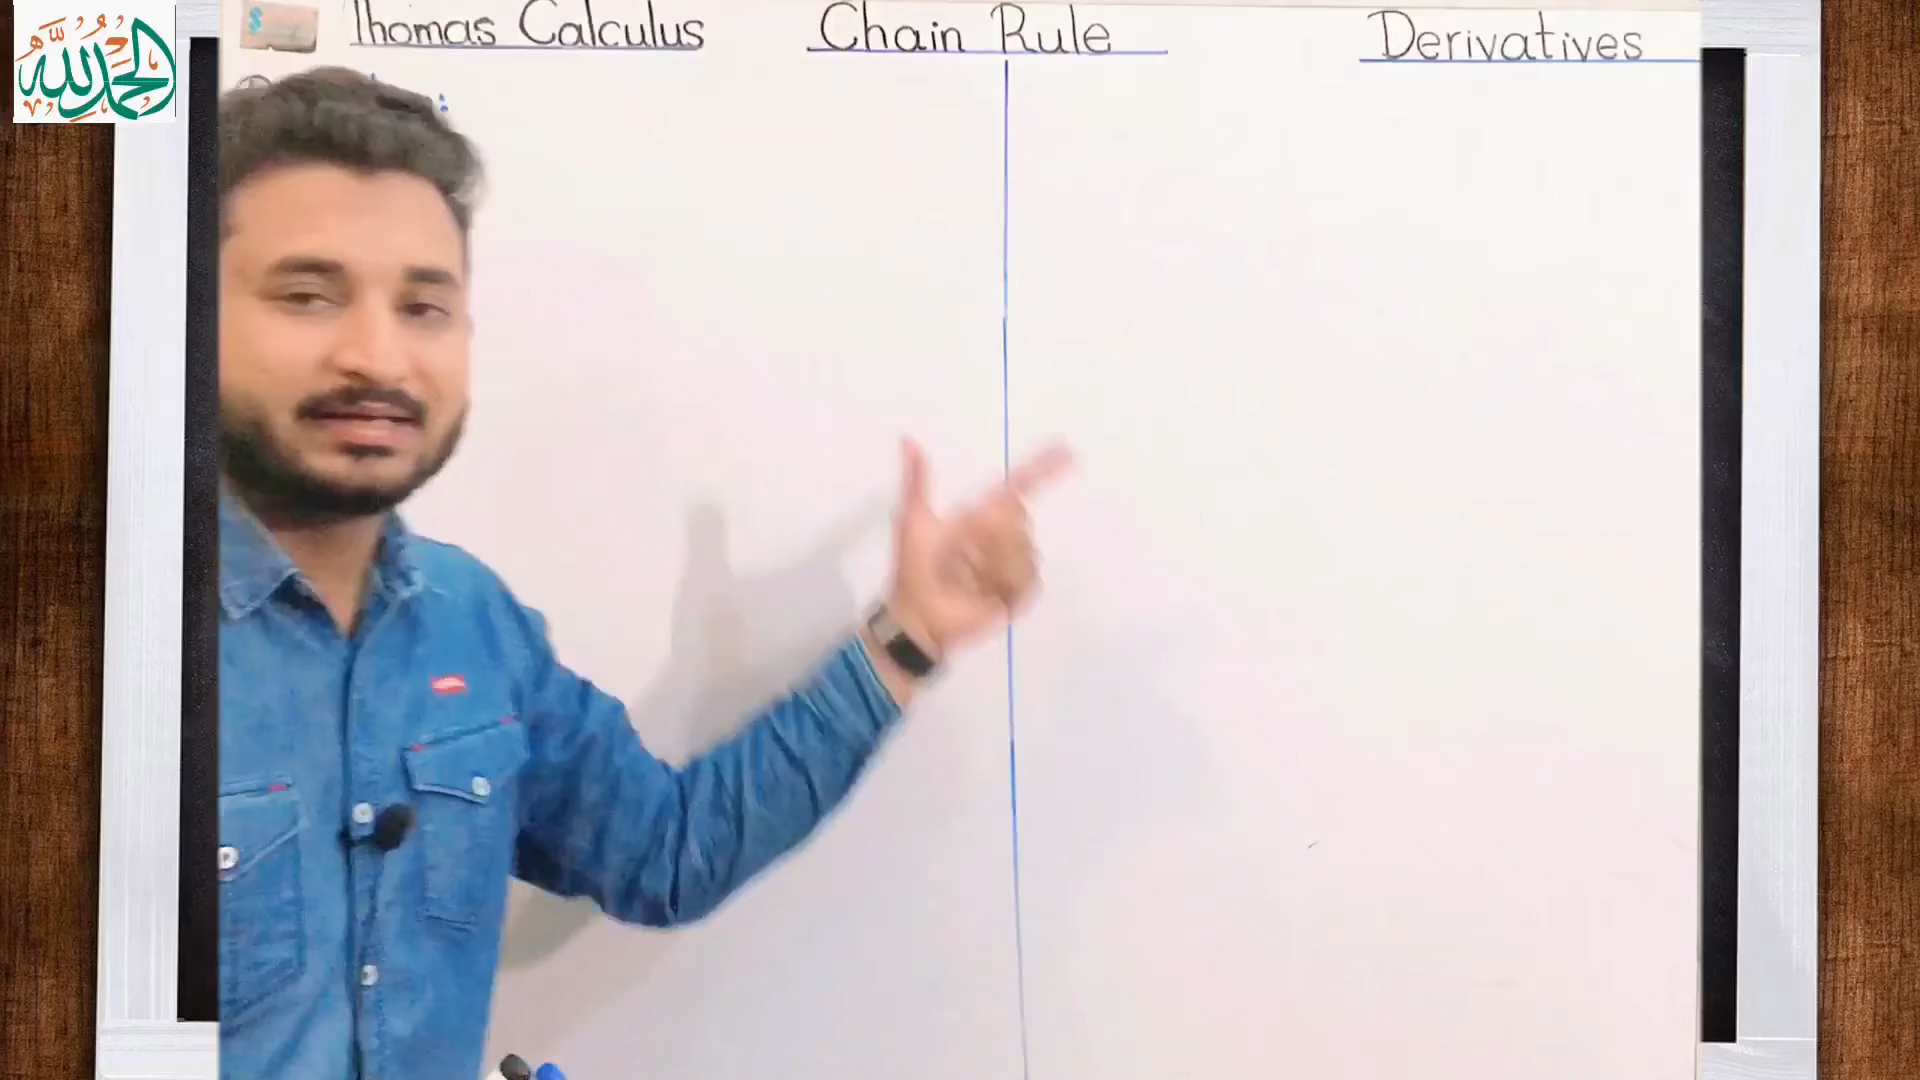 الحمد لله
Thomas Calculus
Chain Rule
Derivatives